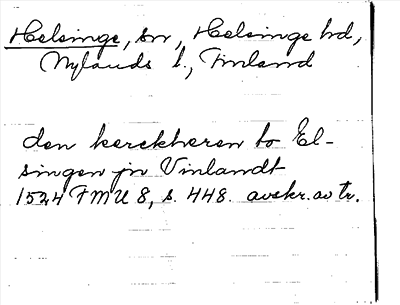 Helsinge, sn, Helsinge hd,
Nylands l., Finland
den kerckheren to El-
singen jn Vinlandt
1524 FMU 8, s. 448. avskr. av tr.